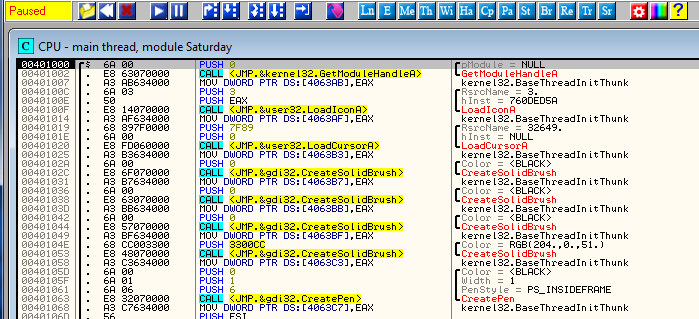 Paused Ln E Me Th Wi Ha Cp Pa St Br Re Tr Sr ?
C CPU - main thread, module Saturday
00401000 $ 6A 00 PUSH 0 pModule = NULL
00401002 . E8 63070000 CALL <JMP.&kernel32.GetModuleHandleA> GetModuleHandleA
00401007 . A3 AB634000 MOV DWORD PTR DS:[4063AB],EAX kernel32.BaseThreadInitThunk
0040100C . 6A 03 PUSH 3 RsrcName = 3.
0040100E . 50 PUSH EAX hInst = 760DED5A
0040100F . E8 14070000 CALL <JMP.&user32.LoadIconA> LoadIconA
00401014 . A3 AF634000 MOV DWORD PTR DS:[4063AF],EAX kernel32.BaseThreadInitThunk
00401019 . 68 897F0000 PUSH 7F89 RsrcName = 32649.
0040101E . 6A 00 PUSH 0 hInst = NULL
00401020 . E8 FD060000 CALL <JMP.&user32.LoadCursorA> LoadCursorA
00401025 . A3 B3634000 MOV DWORD PTR DS:[4063B3],EAX kernel32.BaseThreadInitThunk
0040102A . 6A 00 PUSH 0 Color = <BLACK>
0040102C . E8 6F070000 CALL <JMP.&gdi32.CreateSolidBrush> CreateSolidBrush
00401031 . A3 B7634000 MOV DWORD PTR DS:[4063B7],EAX kernel32.BaseThreadInitThunk
00401036 . 6A 00 PUSH 0 Color = <BLACK>
00401038 . E8 63070000 CALL <JMP.&gdi32.CreateSolidBrush> CreateSolidBrush
0040103D . A3 BB634000 MOV DWORD PTR DS:[4063BB],EAX kernel32.BaseThreadInitThunk
00401042 . 6A 00 PUSH 0 Color = <BLACK>
00401044 . E8 57070000 CALL <JMP.&gdi32.CreateSolidBrush> CreateSolidBrush
00401049 . A3 BF634000 MOV DWORD PTR DS:[4063BF],EAX kernel32.BaseThreadInitThunk
0040104E . 68 CC003300 PUSH 3300CC Color = RGB(204.,0.,51.)
00401053 . E8 48070000 CALL <JMP.&gdi32.CreateSolidBrush> CreateSolidBrush
00401058 . A3 C3634000 MOV DWORD PTR DS:[4063C3],EAX kernel32.BaseThreadInitThunk
0040105D . 6A 00 PUSH 0 Color = <BLACK>
0040105F . 6A 01 PUSH 1 Width = 1
00401061 . 6A 06 PUSH 6 PenStyle = PS_INSIDEFRAME
00401063 . E8 32070000 CALL <JMP.&gdi32.CreatePen> CreatePen
00401068 . A3 C7634000 MOV DWORD PTR DS:[4063C7],EAX kernel32.BaseThreadInitThunk
0040106D . 56 PUSH ESI